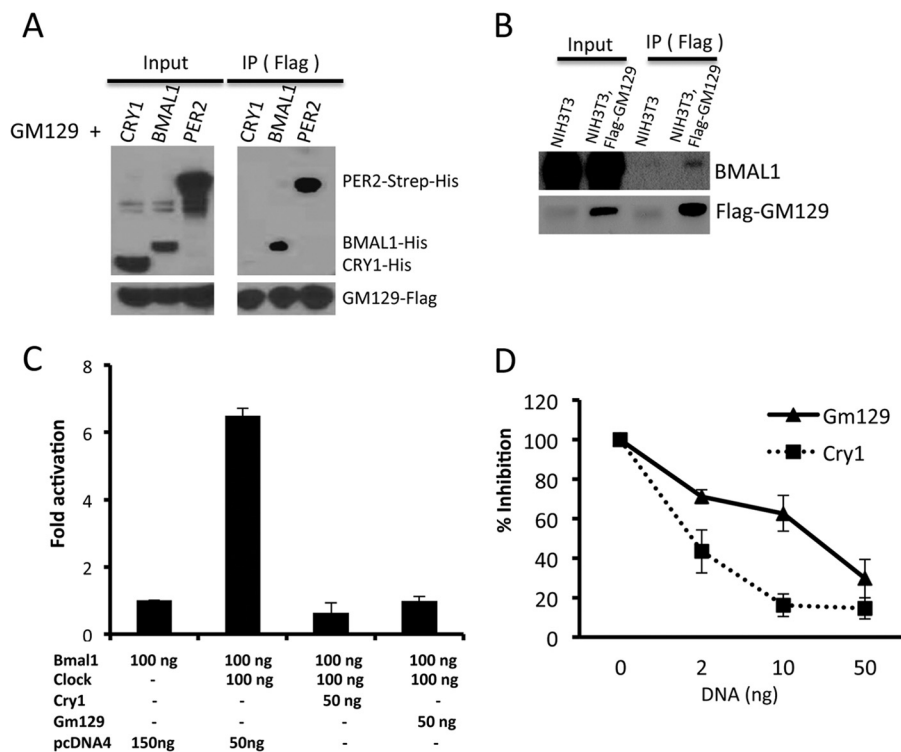 A
Input
IP ( Flag )
GM129 +
CRY1
BMAL1
PER2
CRY1
BMAL1
PER2
PER2-Strep-His
BMAL1-His
CRY1-His
GM129-Flag
B
Input
IP ( Flag )
NIH3T3
NIH3T3,
Flag-GM129
NIH3T3
NIH3T3,
Flag-GM129
BMAL1
Flag-GM129
C
Fold activation
8
6
4
2
0
Bmal1 100 ng 100 ng 100 ng 100 ng
Clock - 100 ng 100 ng 100 ng
Cry1 - - 50 ng -
Gm129 - - - 50 ng
pcDNA4 150ng 50ng - -
D
% Inhibition
120
100
80
60
40
20
0
Gm129
Cry1
0 2 10 50
DNA (ng)